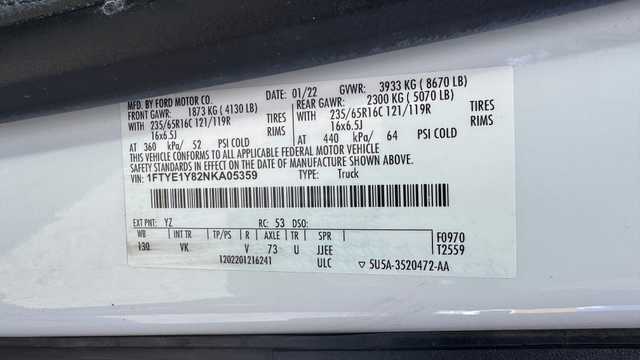 MFD. BY FORD MOTOR CO. DATE: 01/22 GVWR: 3933 KG ( 8670 LB)
FRONT GAWR: 1873 KG ( 4130 LB) REAR GAWR: 2300 KG ( 5070 LB)
WITH 235/65R16C 121/119R TIRES WITH 235/65R16C 121/119R TIRES
16x6.5J RIMS 16x6.5J RIMS
AT 360 kPa/ 52 PSI COLD AT 440 kPa/ 64 PSI COLD
THIS VEHICLE CONFORMS TO ALL APPLICABLE FEDERAL MOTOR VEHICLE
SAFETY STANDARDS IN EFFECT ON THE DATE OF MANUFACTURE SHOWN ABOVE.
VIN: 1FTYE1Y82NKA05359 TYPE: Truck
EXT PNT: YZ RC: 53 DSO:
WB INT TR TP/PS R AXLE TR SPR F0970
130 VK V 73 U JJEE T2559
1202201216241 ULC 5U5A-3520472-AA